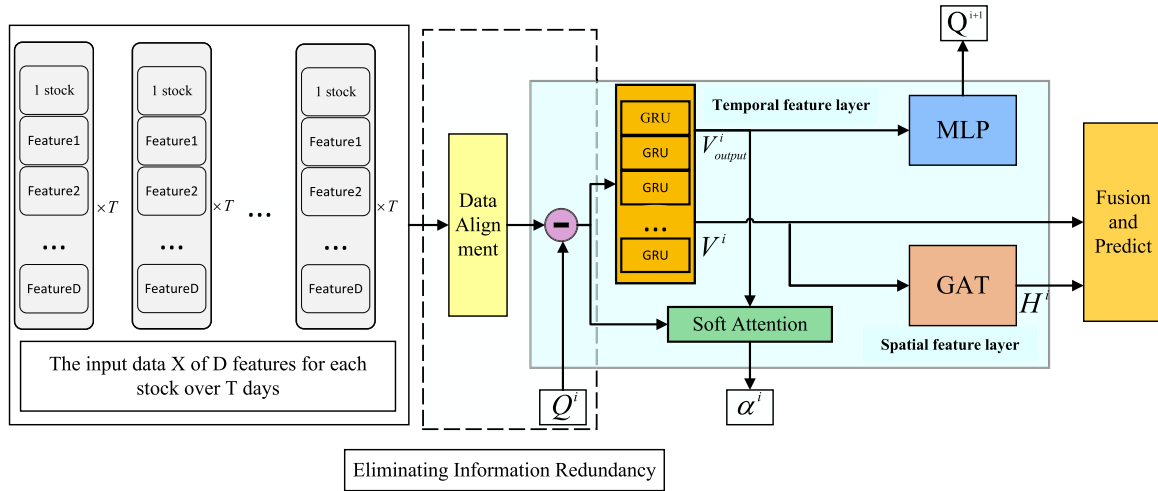 1 stock
Feature1
Feature2
...
FeatureD
×T
1 stock
Feature1
Feature2
...
FeatureD
×T
...
1 stock
Feature1
Feature2
...
FeatureD
×T
The input data X of D features for each
stock over T days
Data
Align
ment
Q^i
Eliminating Information Redundancy
GRU
GRU
GRU
...
GRU
Temporal feature layer
V^i_output
V^i
Soft Attention
α^i
MLP
Q^{i+1}
GAT
H^i
Spatial feature layer
Fusion
and
Predict